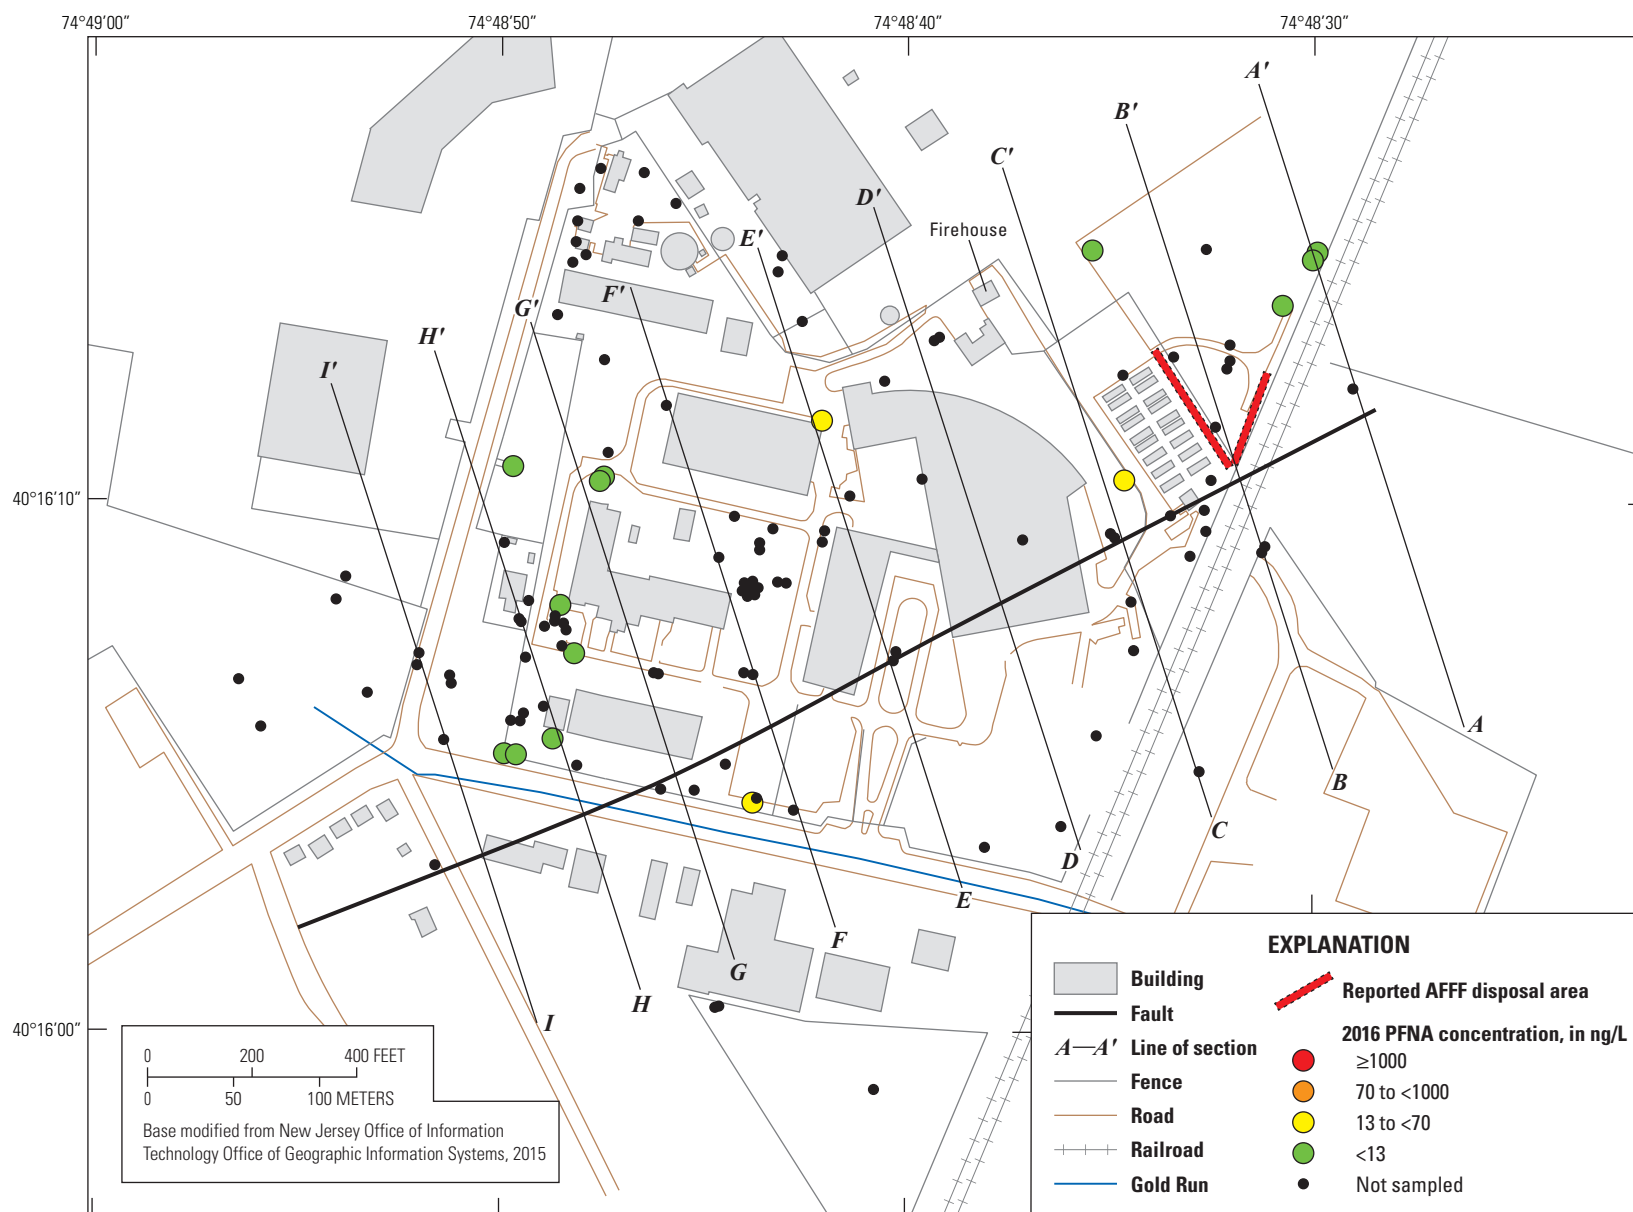 74°49′00″
74°48′50″
74°48′40″
74°48′30″
A′
B′
C′
D′
Firehouse
E′
F′
G′
H′
I′
40°16′10″
A
B
C
D
E
F
G
H
I
40°16′00″
0 200 400 FEET
0 50 100 METERS
Base modified from New Jersey Office of Information
Technology Office of Geographic Information Systems, 2015
EXPLANATION
Building
Fault
A—A′ Line of section
Fence
Road
Railroad
Gold Run
Reported AFFF disposal area
2016 PFNA concentration, in ng/L
≥1000
70 to <1000
13 to <70
<13
Not sampled